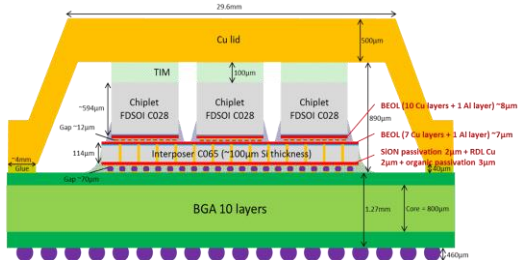 29.6mm
Cu lid
500µm
TIM
100µm
~594µm
Chiplet
FDSOI C028
Chiplet
FDSOI C028
Chiplet
FDSOI C028
890µm
BEOL (10 Cu layers + 1 Al layer) ~8µm
Gap ~12µm
BEOL (7 Cu layers + 1 Al layer) ~7µm
114µm
Interposer C065 (~100µm Si thickness)
SiON passivation 2µm + RDL Cu
2µm + organic passivation 3µm
~4mm
Glue
Gap ~70µm
40µm
BGA 10 layers
1.27mm
Core = 800µm
460µm